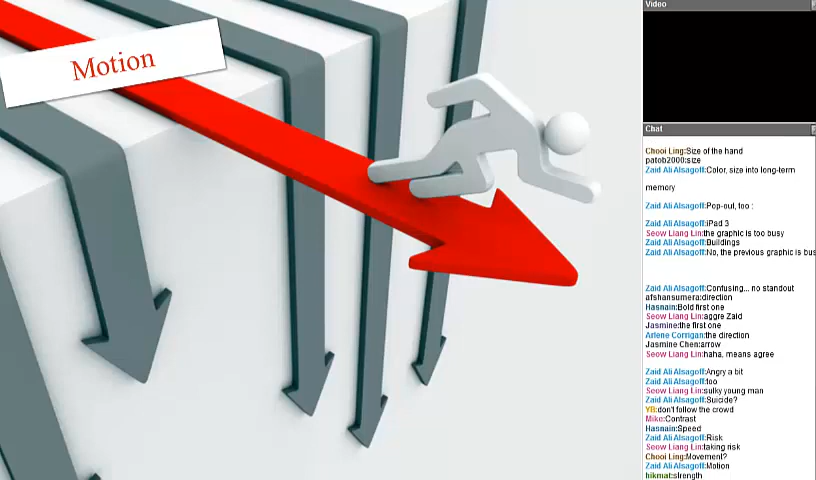 Motion
Video
Chat
Chooi Ling:Size of the hand
patob2000:size
Zaid Ali Alsagoff:Color, size into long-term
memory
Zaid Ali Alsagoff:Pop-out, too :
Zaid Ali Alsagoff:iPad 3
Seow Liang Lin:the graphic is too busy
Zaid Ali Alsagoff:Buildings
Zaid Ali Alsagoff:No, the previous graphic is bus
Zaid Ali Alsagoff:Confusing... no standout
afshansumera:direction
Hasnain:Bold first one
Seow Liang Lin:aggre Zaid
Jasmine:the first one
Arlene Corrigan:the direction
Jasmine Chen:arrow
Seow Liang Lin:haha, means agree
Zaid Ali Alsagoff:Angry a bit
Zaid Ali Alsagoff:too
Seow Liang Lin:sulky young man
Zaid Ali Alsagoff:Suicide?
YB:don't follow the crowd
Mike:Contrast
Hasnain:Speed
Zaid Ali Alsagoff:Risk
Seow Liang Lin:taking risk
Chooi Ling:Movement?
Zaid Ali Alsagoff:Motion
hikmat:strength